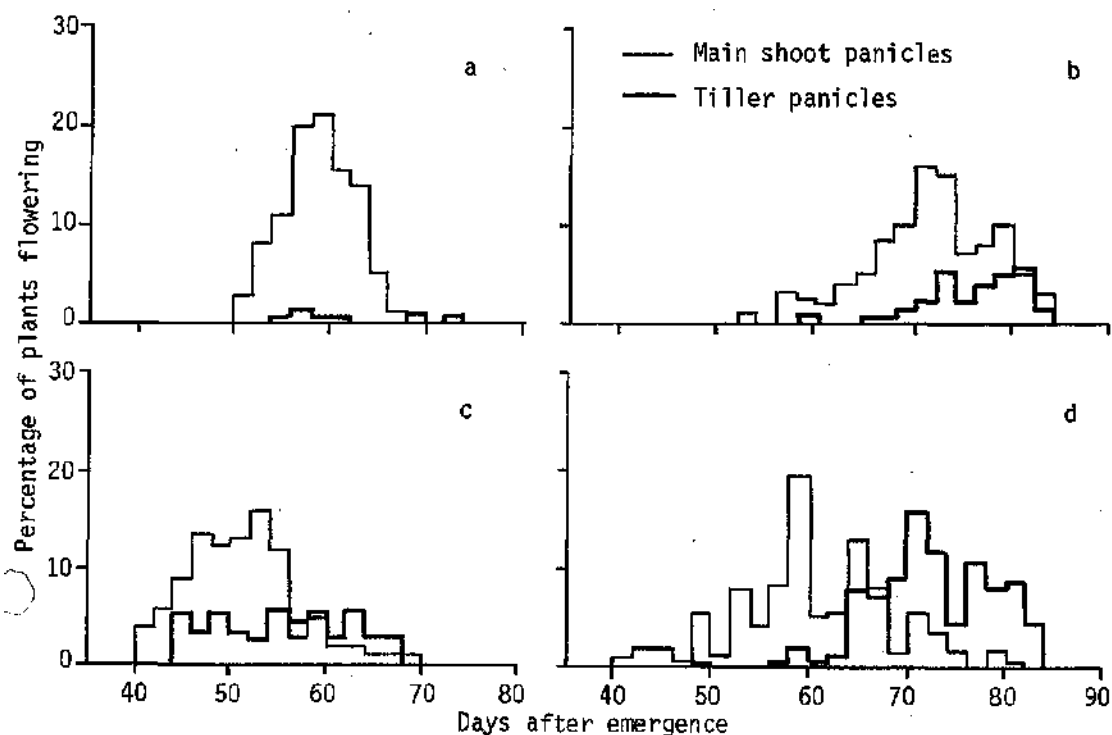 30
20
10
0
a
Main shoot panicles
Tiller panicles
b
Percentage of plants flowering
30
20
10
0
c
d
40 50 60 70 80
40 50 60 70 80 90
Days after emergence